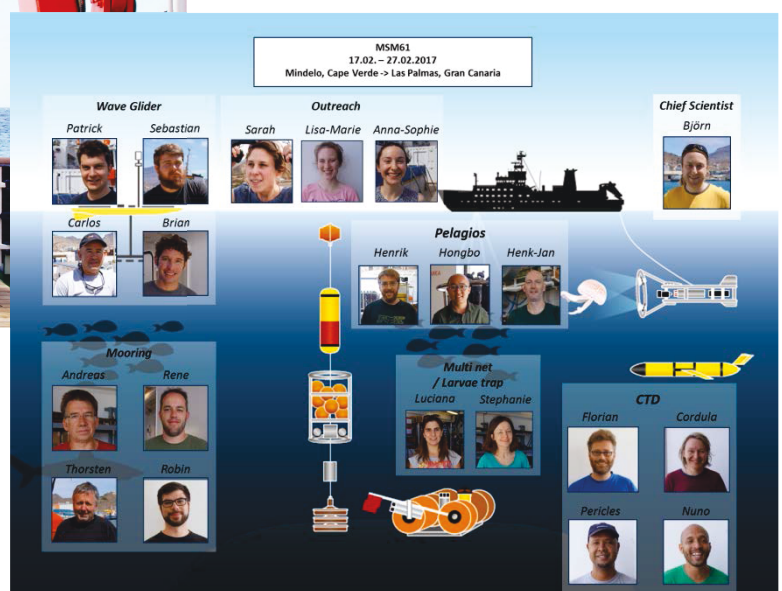 MSM61
17.02. – 27.02.2017
Mindelo, Cape Verde -> Las Palmas, Gran Canaria
Wave Glider
Patrick Sebastian
Carlos Brian
Outreach
Sarah Lisa-Marie Anna-Sophie
Chief Scientist
Björn
Pelagios
Henrik Hongbo Henk-Jan
Mooring
Andreas Rene
Thorsten Robin
Multi net
/ Larvae trap
Luciana Stephanie
CTD
Florian Cordula
Pericles Nuno